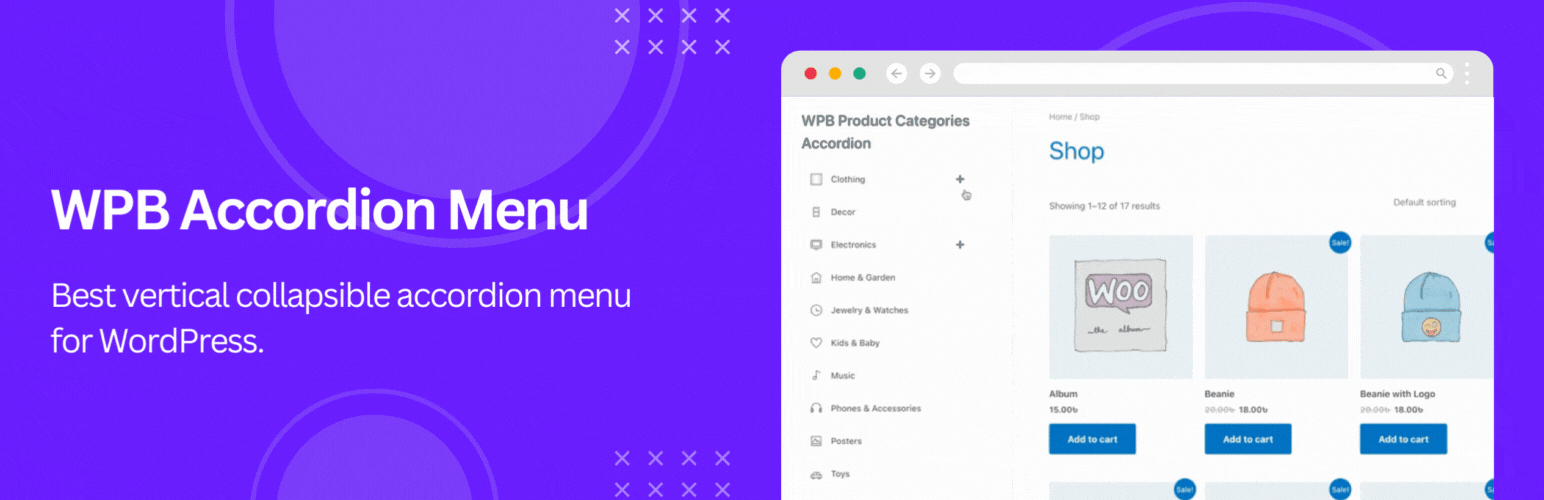 WPB Accordion Menu
Best vertical collapsible accordion menu
for WordPress.
WPB Product Categories
Accordion
Clothing
Decor
Electronics
Home & Garden
Jewelry & Watches
Kids & Baby
Music
Phones & Accessories
Posters
Toys
Home / Shop
Shop
Showing 1–12 of 17 results
Default sorting
Sale!
WOO
the album
Album
15.00৳
Add to cart
Beanie
20.00৳ 18.00৳
Add to cart
Beanie with Logo
20.00৳ 18.00৳
Add to cart
Sale!
Sale!